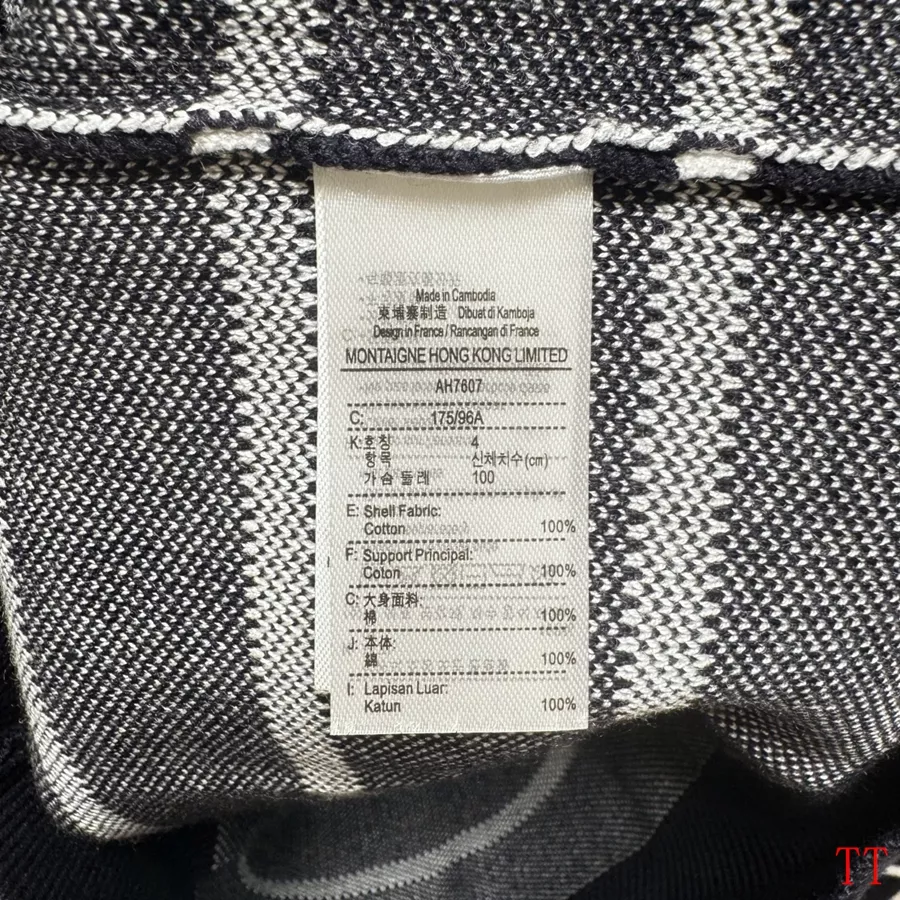 Made in Cambodia
柬埔寨制造 Dibuat di Kamboja
Design in France / Rancangan di France
MONTAIGNE HONG KONG LIMITED
AH7607
C: 175/96A
K: 호칭 4
항목 신체치수(cm)
가슴둘레 100
E: Shell Fabric:
Cotton 100%
F: Support Principal:
Coton 100%
C: 大身面料:
棉 100%
J: 本体:
綿 100%
I: Lapisan Luar:
Katun 100%
TT